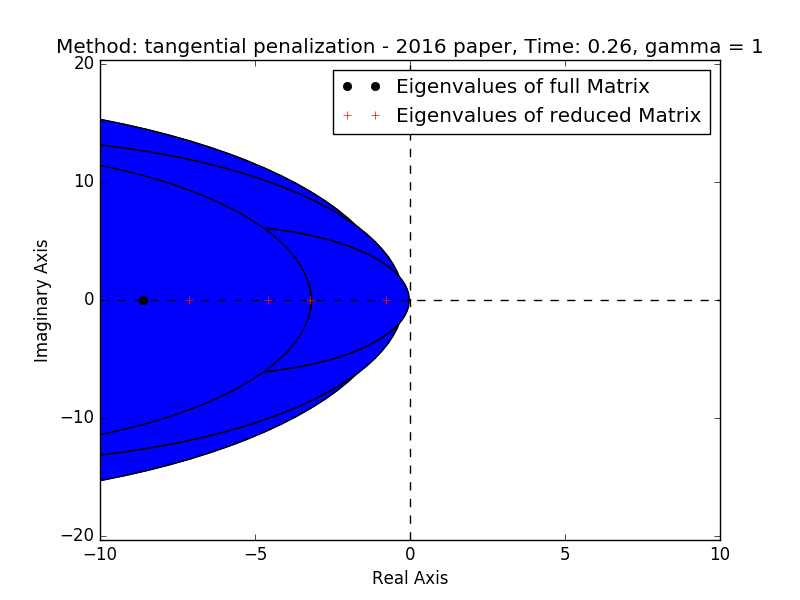 Method: tangential penalization - 2016 paper, Time: 0.26, gamma = 1
20
Eigenvalues of full Matrix
Eigenvalues of reduced Matrix
10
0
−10
−20
Imaginary Axis
−10 −5 0 5 10
Real Axis